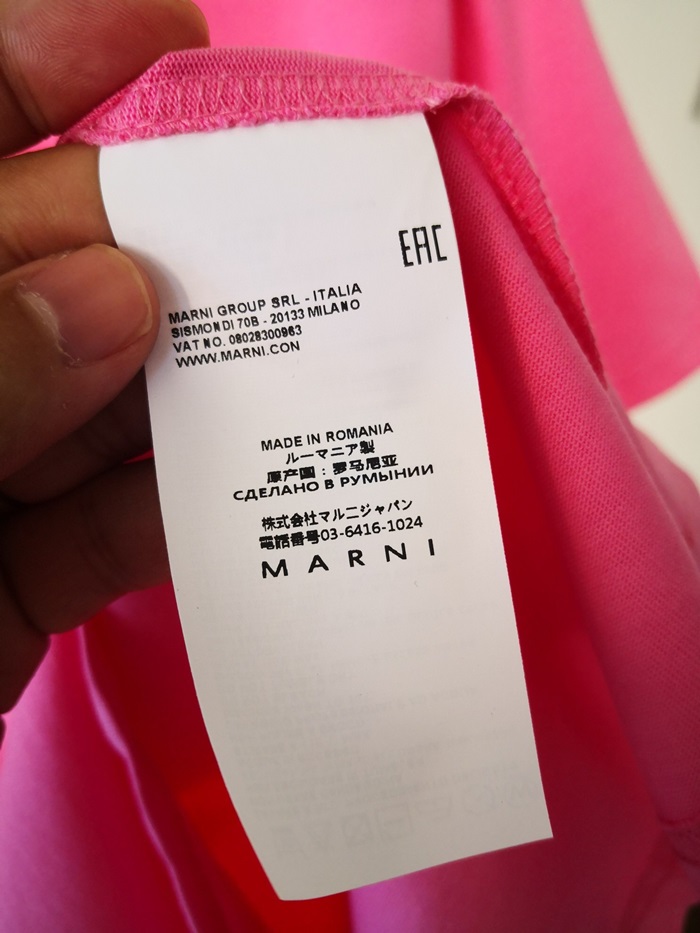 EAC
MARNI GROUP SRL - ITALIA
SISMONDI 70B - 20133 MILANO
VAT NO. 08028300963
WWW.MARNI.CON
MADE IN ROMANIA
ルーマニア製
原产国：罗马尼亚
СДЕЛАНО В РУМЫНИИ
株式会社マルニジャパン
電話番号03-6416-1024
MARNI